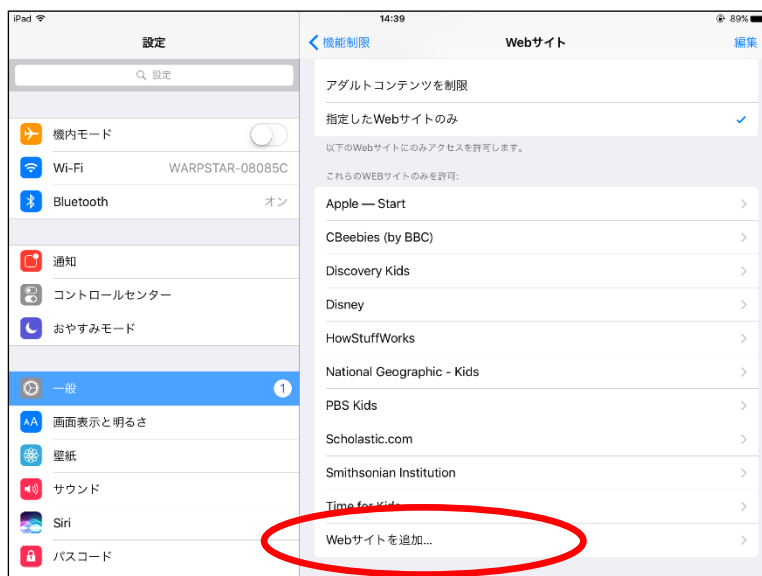 iPad 14:39 89%
設定
設定
機内モード
Wi-Fi WARPSTAR-08085C
Bluetooth オン
通知
コントロールセンター
おやすみモード
一般 1
AA 画面表示と明るさ
壁紙
サウンド
Siri
パスコード
機能制限 Webサイト 編集
アダルトコンテンツを制限
指定したWebサイトのみ
以下のWebサイトにのみアクセスを許可します。
これらのWEBサイトのみを許可:
Apple — Start
CBeebies (by BBC)
Discovery Kids
Disney
HowStuffWorks
National Geographic - Kids
PBS Kids
Scholastic.com
Smithsonian Institution
Time for Kids
Webサイトを追加...